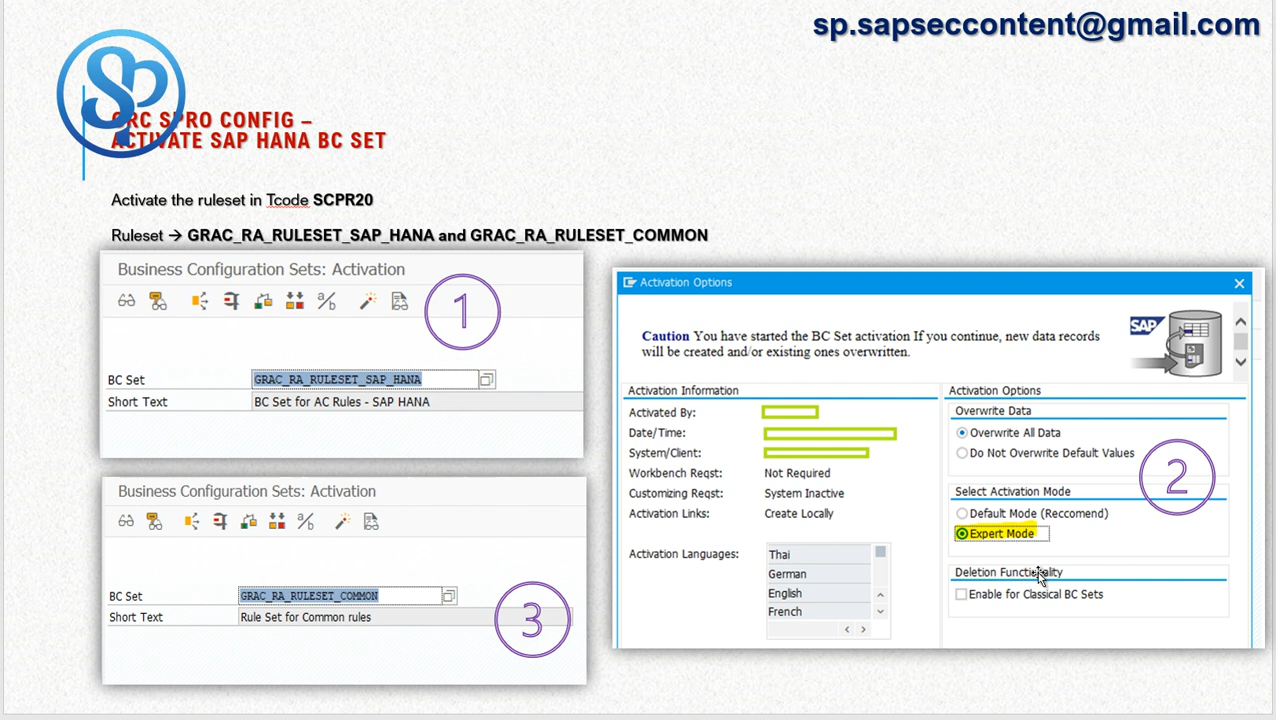 sp.sapseccontent@gmail.com
Sp
GRC SPRO CONFIG –
ACTIVATE SAP HANA BC SET
Activate the ruleset in Tcode SCPR20
Ruleset → GRAC_RA_RULESET_SAP_HANA and GRAC_RA_RULESET_COMMON
Business Configuration Sets: Activation
a/b
1
BC Set GRAC_RA_RULESET_SAP_HANA
Short Text BC Set for AC Rules - SAP HANA
Business Configuration Sets: Activation
a/b
BC Set GRAC_RA_RULESET_COMMON
Short Text Rule Set for Common rules
3
Activation Options
Caution You have started the BC Set activation If you continue, new data records
will be created and/or existing ones overwritten.
SAP
Activation Information
Activated By:
Date/Time:
System/Client:
Workbench Reqst: Not Required
Customizing Reqst: System Inactive
Activation Links: Create Locally
Activation Languages: Thai
German
English
French
Activation Options
Overwrite Data
Overwrite All Data
Do Not Overwrite Default Values
2
Select Activation Mode
Default Mode (Reccomend)
Expert Mode
Deletion Functionality
Enable for Classical BC Sets